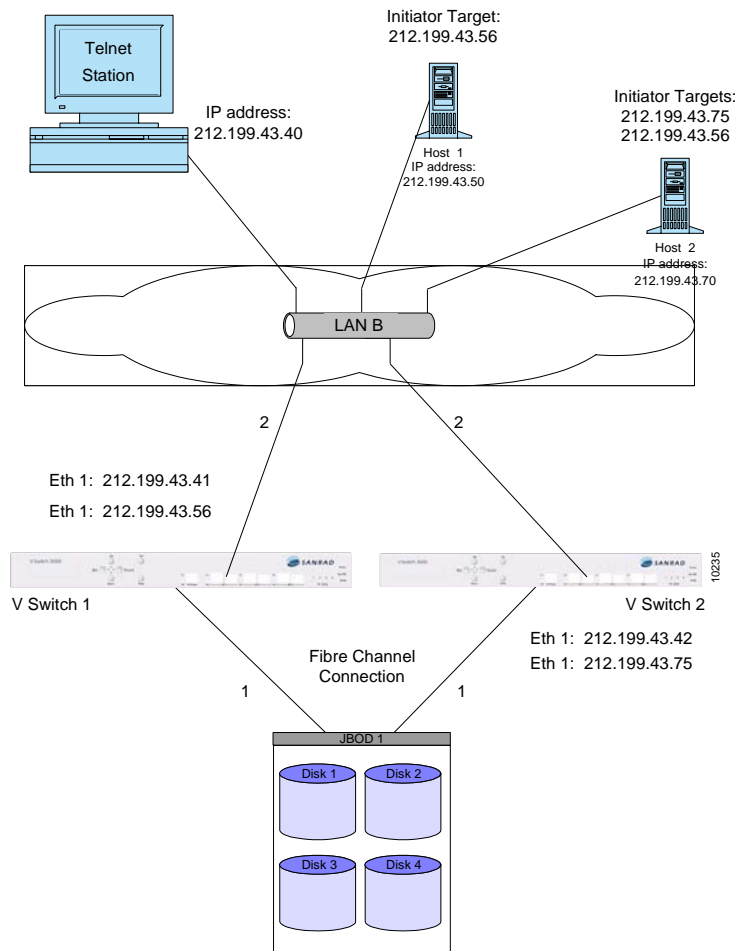 Initiator Target:
212.199.43.56
Telnet
Station
IP address:
212.199.43.40
Initiator Targets:
212.199.43.75
212.199.43.56
Host 1
IP address:
212.199.43.50
Host 2
IP address:
212.199.43.70
LAN B
2
2
Eth 1: 212.199.43.41
Eth 1: 212.199.43.56
V Switch 3000
SANRAD
V Switch 3000
SANRAD
10235
V Switch 1
V Switch 2
Eth 1: 212.199.43.42
Eth 1: 212.199.43.75
Fibre Channel
Connection
1
1
JBOD 1
Disk 1
Disk 2
Disk 3
Disk 4